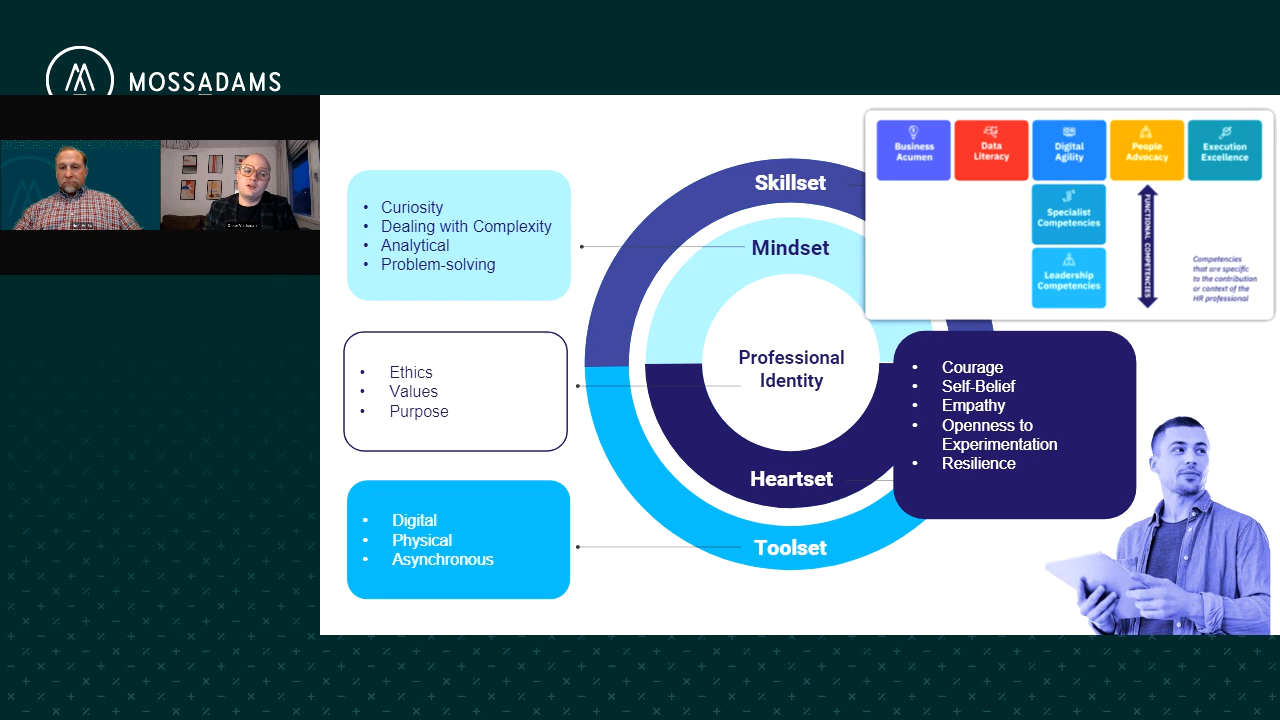 MOSSADAMS
Skillset
Mindset
Professional
Identity
Heartset
Toolset
• Curiosity
• Dealing with Complexity
• Analytical
• Problem-solving
• Ethics
• Values
• Purpose
• Digital
• Physical
• Asynchronous
Business
Acumen
Data
Literacy
Digital
Agility
People
Advocacy
Execution
Excellence
Specialist
Competencies
Leadership
Competencies
FUNCTIONAL COMPETENCIES
Competencies
that are specific
to the contribution
or context of the
HR professional
• Courage
• Self-Belief
• Empathy
• Openness to
Experimentation
• Resilience